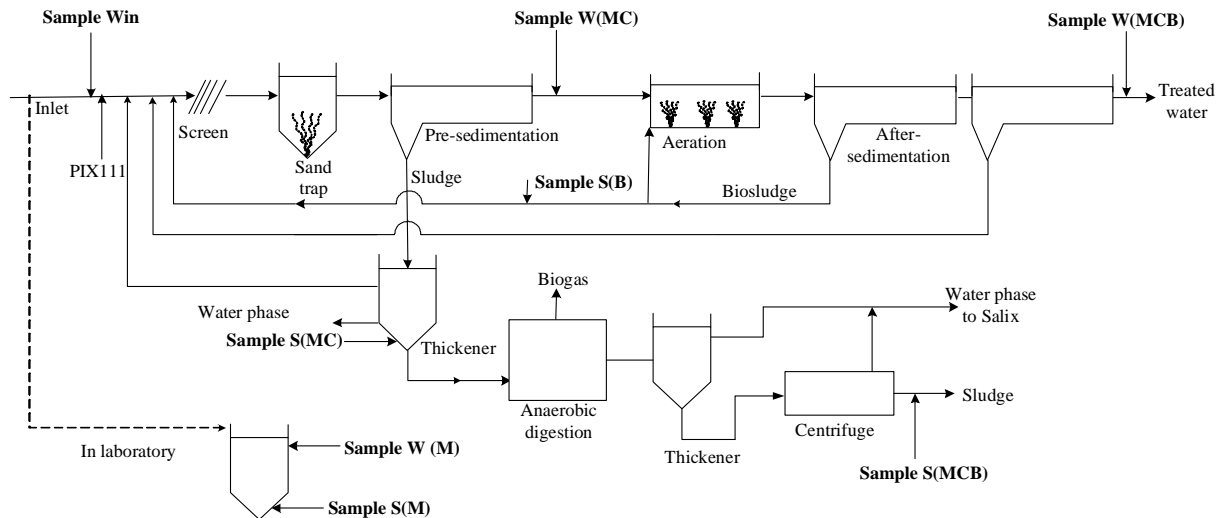 Sample Win
Sample W(MC)
Sample W(MCB)
Inlet
Screen
PIX111
Sand
trap
Pre-sedimentation
Sludge
Aeration
After-
sedimentation
Treated
water
Sample S(B)
Biosludge
Biogas
Water phase
Sample S(MC)
Thickener
Water phase
to Salix
Anaerobic
digestion
Thickener
Centrifuge
Sludge
Sample S(MCB)
In laboratory
Sample W (M)
Sample S(M)